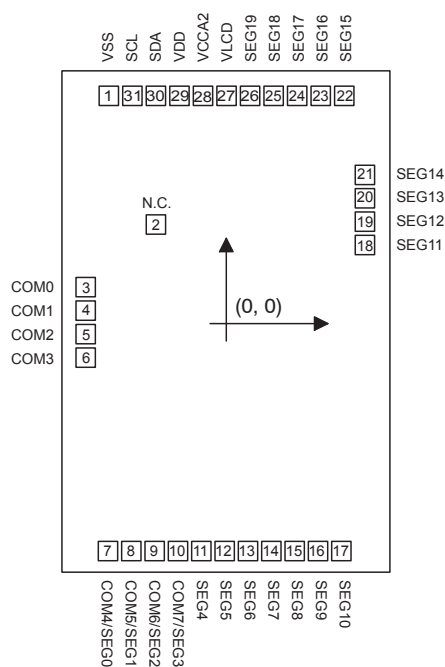 VSS
SCL
SDA
VDD
VCCA2
VLCD
SEG19
SEG18
SEG17
SEG16
SEG15
1 31 30 29 28 27 26 25 24 23 22
21 SEG14
20 SEG13
19 SEG12
18 SEG11
N.C.
2
COM0 3
COM1 4
COM2 5
COM3 6
(0, 0)
7 8 9 10 11 12 13 14 15 16 17
COM4/SEG0
COM5/SEG1
COM6/SEG2
COM7/SEG3
SEG4
SEG5
SEG6
SEG7
SEG8
SEG9
SEG10